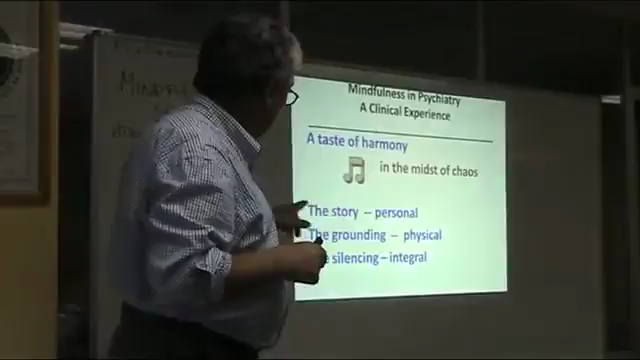 Mindfulness in Psychiatry
A Clinical Experience
A taste of harmony
in the midst of chaos
The story – personal
The grounding – physical
silencing – integral